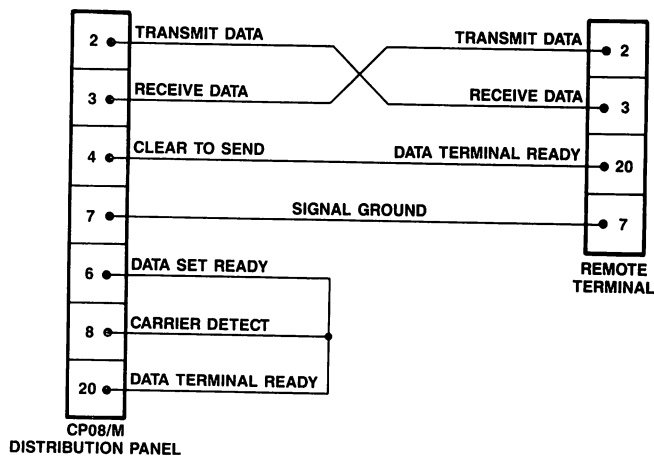 2 TRANSMIT DATA TRANSMIT DATA 2
3 RECEIVE DATA RECEIVE DATA 3
4 CLEAR TO SEND DATA TERMINAL READY 20
7 SIGNAL GROUND 7
6 DATA SET READY
REMOTE
TERMINAL
8 CARRIER DETECT
20 DATA TERMINAL READY
CP08/M
DISTRIBUTION PANEL